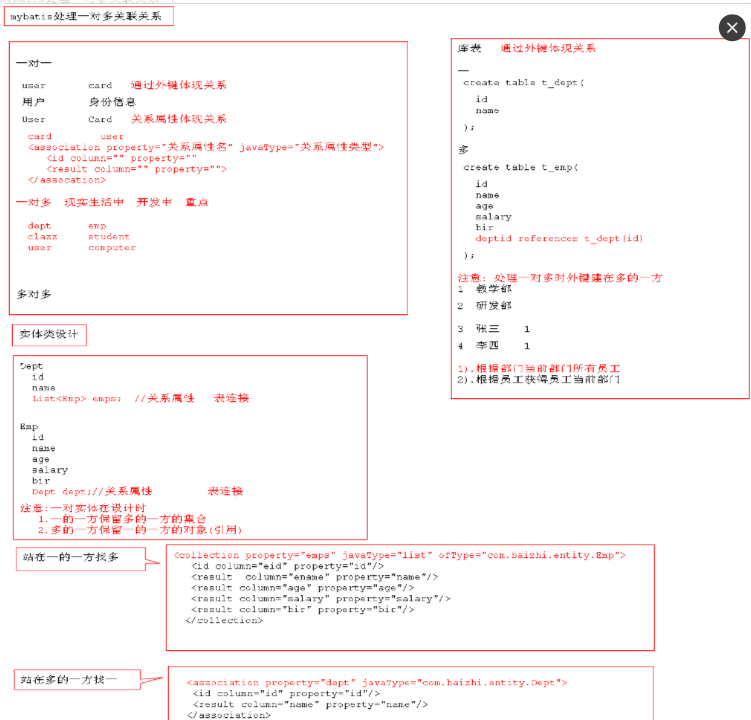 mybatis处理一对多关联关系
一对一
user card 通过外键体现关系
用户 身份信息
User Card 关系属性体现关系
card user
<association property="关系属性名" javaType="关系属性类型">
<id column="" property=""
<result column="" property="">
</assocation>
一对多 现实生活中 开发中 重点
dept emp
clazz student
user computer
多对多
库表 通过外键体现关系
一
create table t_dept(
id
name
);
多
create table t_emp(
id
name
age
salary
bir
deptid references t_dept(id)
);
注意: 处理一对多时外键建在多的一方
1 教学部
2 研发部
3 张三 1
4 李四 1
1).根据部门当前部门所有员工
2).根据员工获得员工当前部门
实体类设计
Dept
id
name
List<Emp> emps; //关系属性 表连接
Emp
id
name
age
salary
bir
Dept dept;//关系属性 表连接
注意:一对实体在设计时
1.一的一方保留多的一方的集合
2.多的一方保留一的一方的对象(引用)
站在一的一方找多
<collection property="emps" javaType="list" ofType="com.baizhi.entity.Emp">
<id column="eid" property="id"/>
<result column="ename" property="name"/>
<result column="age" property="age"/>
<result column="salary" property="salary"/>
<result column="bir" property="bir"/>
</collection>
站在多的一方找一
<association property="dept" javaType="com.baizhi.entity.Dept">
<id column="id" property="id"/>
<result column="name" property="name"/>
</association>